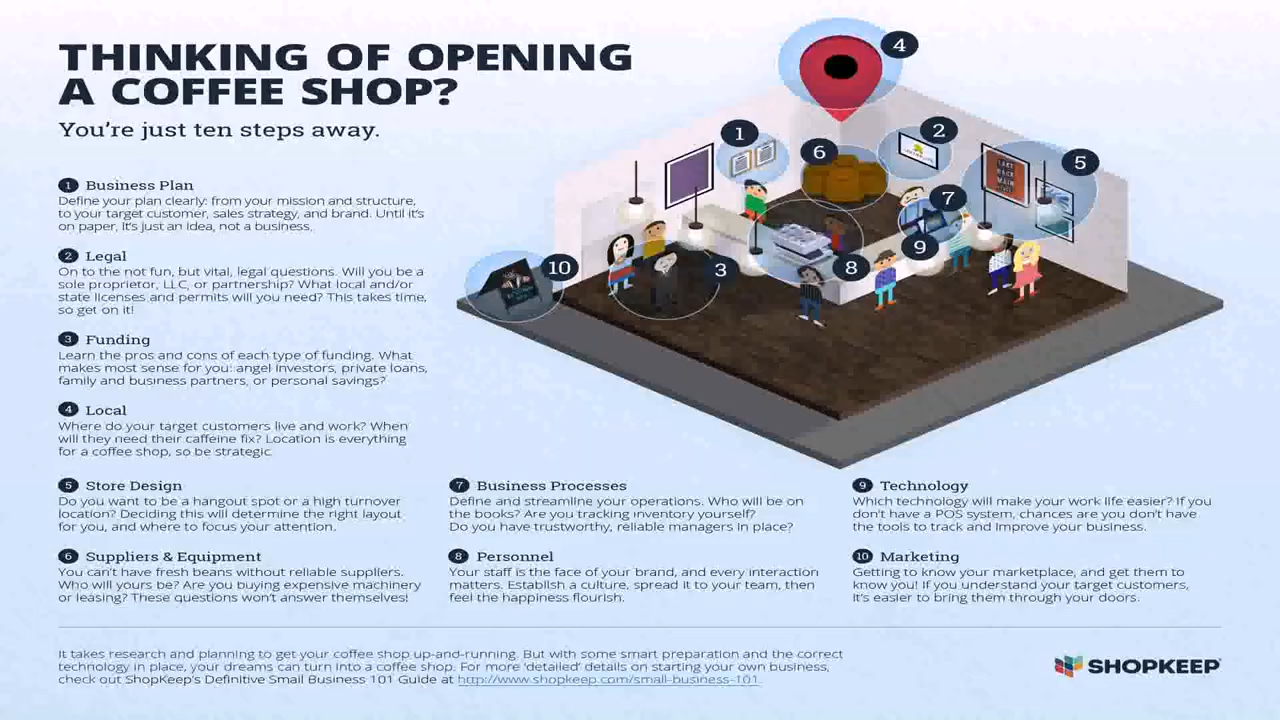 THINKING OF OPENING
A COFFEE SHOP?
You're just ten steps away.
1 Business Plan
Define your plan clearly: from your mission and structure,
to your target customer, sales strategy, and brand. Until it's
on paper, it's just an idea, not a business.
2 Legal
On to the not fun, but vital, legal questions. Will you be a
sole proprietor, LLC, or partnership? What local and/or
state licenses and permits will you need? This takes time,
so get on it!
3 Funding
Learn the pros and cons of each type of funding. What
makes most sense for you: angel investors, private loans,
family and business partners, or personal savings?
4 Local
Where do your target customers live and work? When
will they need their caffeine fix? Location is everything
for a coffee shop, so be strategic.
5 Store Design
Do you want to be a hangout spot or a high turnover
location? Deciding this will determine the right layout
for you, and where to focus your attention.
6 Suppliers & Equipment
You can't have fresh beans without reliable suppliers.
Who will yours be? Are you buying expensive machinery
or leasing? These questions won't answer themselves!
7 Business Processes
Define and streamline your operations. Who will be on
the books? Are you tracking inventory yourself?
Do you have trustworthy, reliable managers in place?
8 Personnel
Your staff is the face of your brand, and every interaction
matters. Establish a culture, spread it to your team, then
feel the happiness flourish.
9 Technology
Which technology will make your work life easier? If you
don't have a POS system, chances are you don't have
the tools to track and improve your business.
10 Marketing
Getting to know your marketplace, and get them to
know you! If you understand your target customers,
it's easier to bring them through your doors.
4
1
2
6
5
7
9
10
3
8
It takes research and planning to get your coffee shop up-and-running. But with some smart preparation and the correct
technology in place, your dreams can turn into a coffee shop. For more 'detailed' details on starting your own business,
check out ShopKeep's Definitive Small Business 101 Guide at http://www.shopkeep.com/small-business-101.
SHOPKEEP